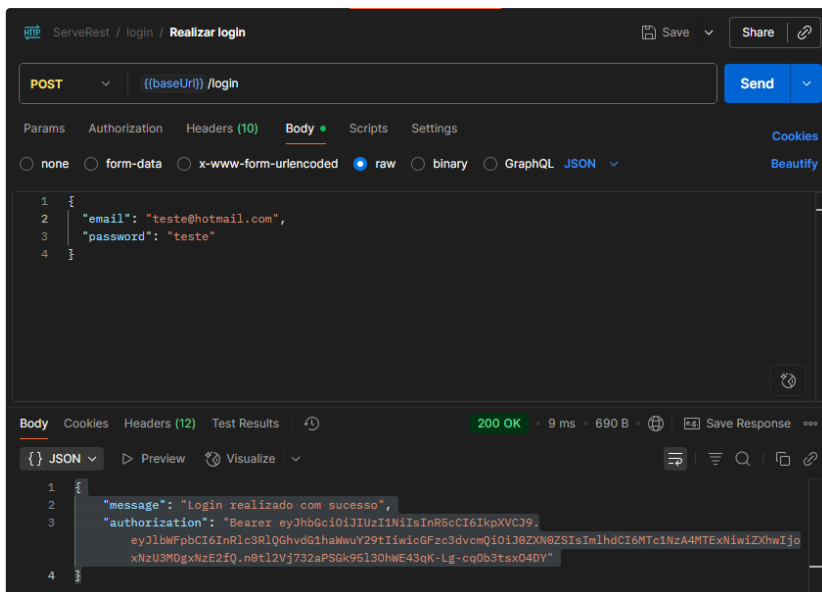 HTTP ServeRest / login / Realizar login Save Share
POST {{baseUrl}} /login Send
Params Authorization Headers (10) Body Scripts Settings Cookies
none form-data x-www-form-urlencoded raw binary GraphQL JSON Beautify
1 {
2 "email": "teste@hotmail.com",
3 "password": "teste"
4 }
Body Cookies Headers (12) Test Results 200 OK 9 ms 690 B e.g. Save Response
{} JSON Preview Visualize
1 {
2 "message": "Login realizado com sucesso",
3 "authorization": "Bearer eyJhbGciOiJIUzI1NiIsInR5cCI6IkpXVCJ9.
eyJlbWFpbCI6InRlc3RlQGhvdG1haWwuY29tIiwicGFzc3dvcmQiOiJ0ZXN0ZSIsImlhdCI6MTc1NzA4MTExNiwiZXhwIjo
xNzU3MDgxNzE2fQ.n0tl2Vj732aPSGk95l3OhWE43qK-Lg-cqOb3tsxO4DY"
4 }